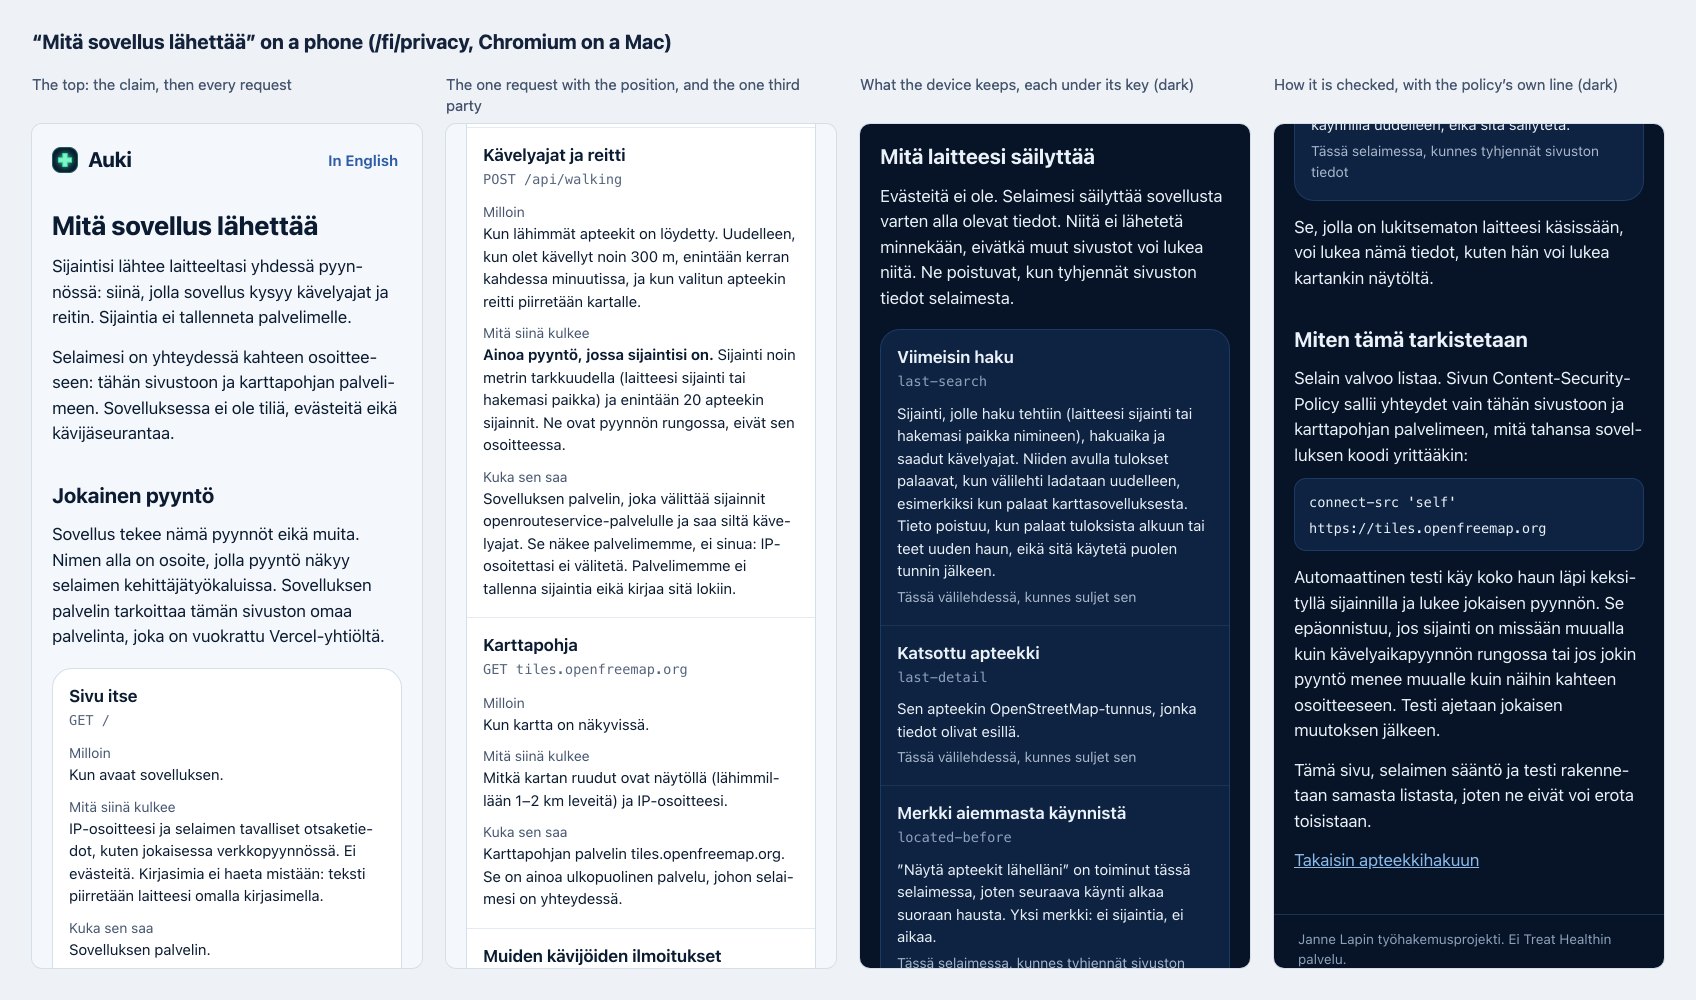 “Mitä sovellus lähettää” on a phone (/fi/privacy, Chromium on a Mac)
The top: the claim, then every request
Auki
In English
Mitä sovellus lähettää
Sijaintisi lähtee laitteeltasi yhdessä pyyn-
nössä: siinä, jolla sovellus kysyy kävelyajat ja
reitin. Sijaintia ei tallenneta palvelimelle.
Selaimesi on yhteydessä kahteen osoittee-
seen: tähän sivustoon ja karttapohjan palveli-
meen. Sovelluksessa ei ole tiliä, evästeitä eikä
kävijäseurantaa.
Jokainen pyyntö
Sovellus tekee nämä pyynnöt eikä muita.
Nimen alla on osoite, jolla pyyntö näkyy
selaimen kehittäjätyökaluissa. Sovelluksen
palvelin tarkoittaa tämän sivuston omaa
palvelinta, joka on vuokrattu Vercel-yhtiöltä.
Sivu itse
GET /
Milloin
Kun avaat sovelluksen.
Mitä siinä kulkee
IP-osoitteesi ja selaimen tavalliset otsaketie-
dot, kuten jokaisessa verkkopyynnössä. Ei
evästeitä. Kirjasimia ei haeta mistään: teksti
piirretään laitteesi omalla kirjasimella.
Kuka sen saa
Sovelluksen palvelin.
The one request with the position, and the one third
party
Kävelyajat ja reitti
POST /api/walking
Milloin
Kun lähimmät apteekit on löydetty. Uudelleen,
kun olet kävellyt noin 300 m, enintään kerran
kahdessa minuutissa, ja kun valitun apteekin
reitti piirretään kartalle.
Mitä siinä kulkee
Ainoa pyyntö, jossa sijaintisi on. Sijainti noin
metrin tarkkuudella (laitteesi sijainti tai
hakemasi paikka) ja enintään 20 apteekin
sijainnit. Ne ovat pyynnön rungossa, eivät sen
osoitteessa.
Kuka sen saa
Sovelluksen palvelin, joka välittää sijainnit
openrouteservice-palvelulle ja saa siltä käve-
lyajat. Se näkee palvelimemme, ei sinua: IP-
osoitettasi ei välitetä. Palvelimemme ei
tallenna sijaintia eikä kirjaa sitä lokiin.
Karttapohja
GET tiles.openfreemap.org
Milloin
Kun kartta on näkyvissä.
Mitä siinä kulkee
Mitkä kartan ruudut ovat näytöllä (lähimmil-
lään 1–2 km leveitä) ja IP-osoitteesi.
Kuka sen saa
Karttapohjan palvelin tiles.openfreemap.org.
Se on ainoa ulkopuolinen palvelu, johon selai-
mesi on yhteydessä.
Muiden kävijöiden ilmoitukset
What the device keeps, each under its key (dark)
Mitä laitteesi säilyttää
Evästeitä ei ole. Selaimesi säilyttää sovellusta
varten alla olevat tiedot. Niitä ei lähetetä
minnekään, eivätkä muut sivustot voi lukea
niitä. Ne poistuvat, kun tyhjennät sivuston
tiedot selaimesta.
Viimeisin haku
last-search
Sijainti, jolle haku tehtiin (laitteesi sijainti tai
hakemasi paikka nimineen), hakuaika ja
saadut kävelyajat. Niiden avulla tulokset
palaavat, kun välilehti ladataan uudelleen,
esimerkiksi kun palaat karttasovelluksesta.
Tieto poistuu, kun palaat tuloksista alkuun tai
teet uuden haun, eikä sitä käytetä puolen
tunnin jälkeen.
Tässä välilehdessä, kunnes suljet sen
Katsottu apteekki
last-detail
Sen apteekin OpenStreetMap-tunnus, jonka
tiedot olivat esillä.
Tässä välilehdessä, kunnes suljet sen
Merkki aiemmasta käynnistä
located-before
”Näytä apteekit lähelläni” on toiminut tässä
selaimessa, joten seuraava käynti alkaa
suoraan hausta. Yksi merkki: ei sijaintia, ei
aikaa.
Tässä selaimessa, kunnes tyhjennät sivuston
How it is checked, with the policy’s own line (dark)
käynnillä uudelleen, eikä sitä säilytetä.
Tässä selaimessa, kunnes tyhjennät sivuston
tiedot
Se, jolla on lukitsematon laitteesi käsissään,
voi lukea nämä tiedot, kuten hän voi lukea
kartankin näytöltä.
Miten tämä tarkistetaan
Selain valvoo listaa. Sivun Content-Security-
Policy sallii yhteydet vain tähän sivustoon ja
karttapohjan palvelimeen, mitä tahansa sovel-
luksen koodi yrittääkin:
connect-src 'self'
https://tiles.openfreemap.org
Automaattinen testi käy koko haun läpi keksi-
tyllä sijainnilla ja lukee jokaisen pyynnön. Se
epäonnistuu, jos sijainti on missään muualla
kuin kävelyaikapyynnön rungossa tai jos jokin
pyyntö menee muualle kuin näihin kahteen
osoitteeseen. Testi ajetaan jokaisen
muutoksen jälkeen.
Tämä sivu, selaimen sääntö ja testi rakenne-
taan samasta listasta, joten ne eivät voi erota
toisistaan.
Takaisin apteekkihakuun
Janne Lapin työhakemusprojekti. Ei Treat Healthin
palvelu.